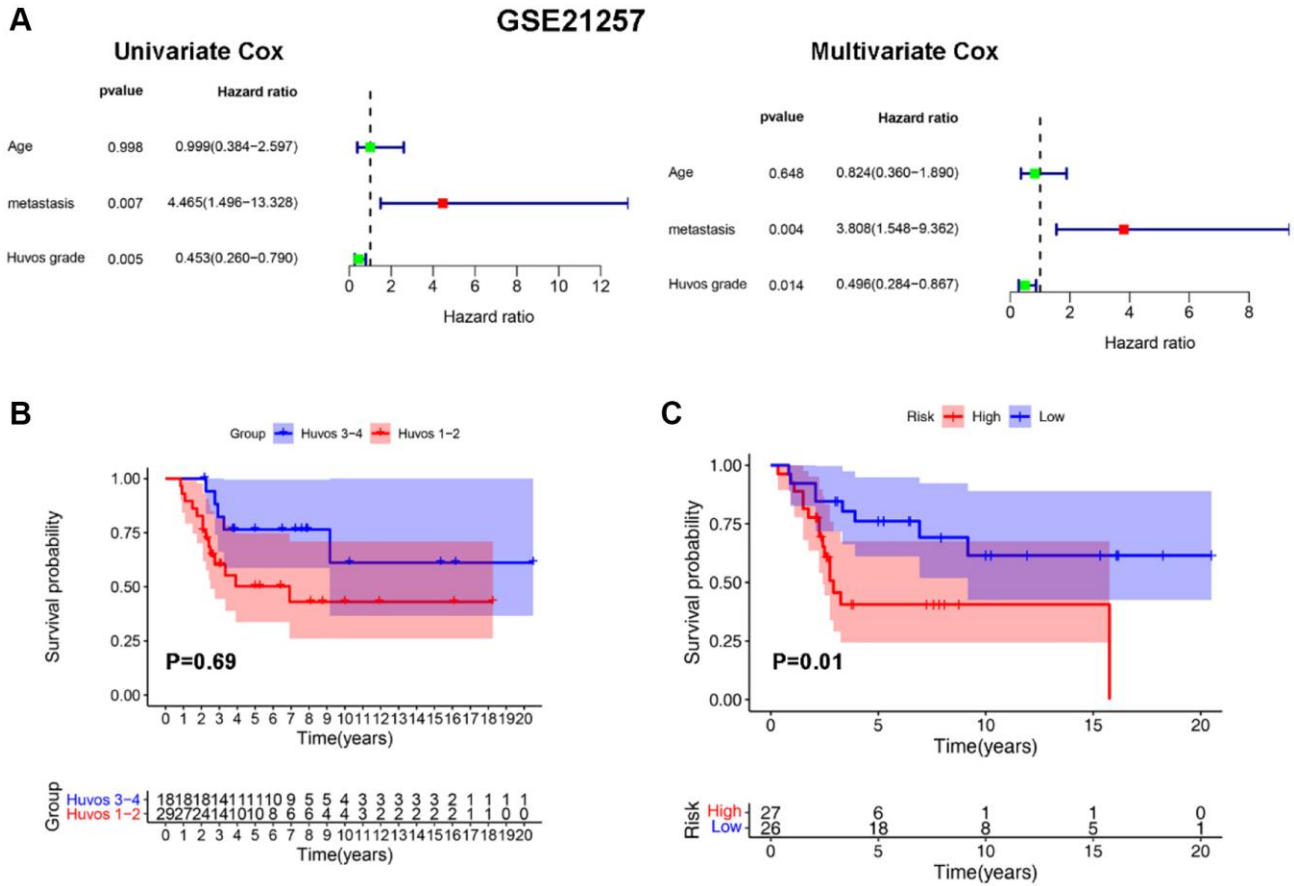 A
GSE21257
Univariate Cox
pvalue Hazard ratio
Age 0.998 0.999(0.384−2.597)
metastasis 0.007 4.465(1.496−13.328)
Huvos grade 0.005 0.453(0.260−0.790)
0 2 4 6 8 10 12
Hazard ratio
Multivariate Cox
pvalue Hazard ratio
Age 0.648 0.824(0.360−1.890)
metastasis 0.004 3.808(1.548−9.362)
Huvos grade 0.014 0.496(0.284−0.867)
0 2 4 6 8
Hazard ratio
B
Group Huvos 3−4 Huvos 1−2
Survival probability
1.00
0.75
0.50
0.25
0.00
P=0.69
0 1 2 3 4 5 6 7 8 9 10 11 12 13 14 15 16 17 18 19 20
Time(years)
Group
Huvos 3−4 18 18 18 14 11 11 10 9 5 5 4 3 3 3 3 3 2 1 1 1 1
Huvos 1−2 29 27 24 14 10 10 8 6 6 4 4 3 2 2 2 2 2 1 1 0 0
0 1 2 3 4 5 6 7 8 9 10 11 12 13 14 15 16 17 18 19 20
Time(years)
C
Risk High Low
Survival probability
1.00
0.75
0.50
0.25
0.00
P=0.01
0 5 10 15 20
Time(years)
Risk
High 27 6 1 1 0
Low 26 18 8 5 1
0 5 10 15 20
Time(years)